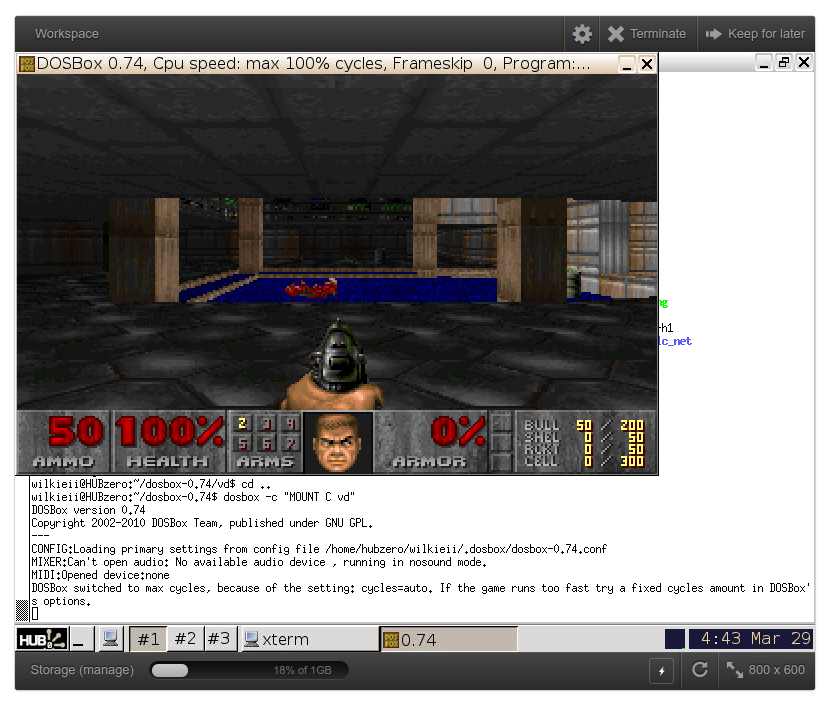 Workspace
Terminate
Keep for later
DOSBox 0.74, Cpu speed: max 100% cycles, Frameskip 0, Program:...
ng
-h1
lc_net
50 100% 2 3 4 0% BULL 50 / 200
5 6 7 SHEL 0 / 50
RCKT 0 / 50
AMMO HEALTH ARMS ARMOR CELL 0 / 300
wilkieii@HUBzero:~/dosbox-0.74/vd$ cd ..
wilkieii@HUBzero:~/dosbox-0.74$ dosbox -c "MOUNT C vd"
DOSBox version 0.74
Copyright 2002-2010 DOSBox Team, published under GNU GPL.
---
CONFIG:Loading primary settings from config file /home/hubzero/wilkieii/.dosbox/dosbox-0.74.conf
MIXER:Can't open audio: No available audio device , running in nosound mode.
MIDI:Opened device:none
DOSBox switched to max cycles, because of the setting: cycles=auto. If the game runs too fast try a fixed cycles amount in DOSBox'
s options.
HUB #1 #2 #3 xterm 0.74 4:43 Mar 29
Storage (manage) 18% of 1GB 800 x 600